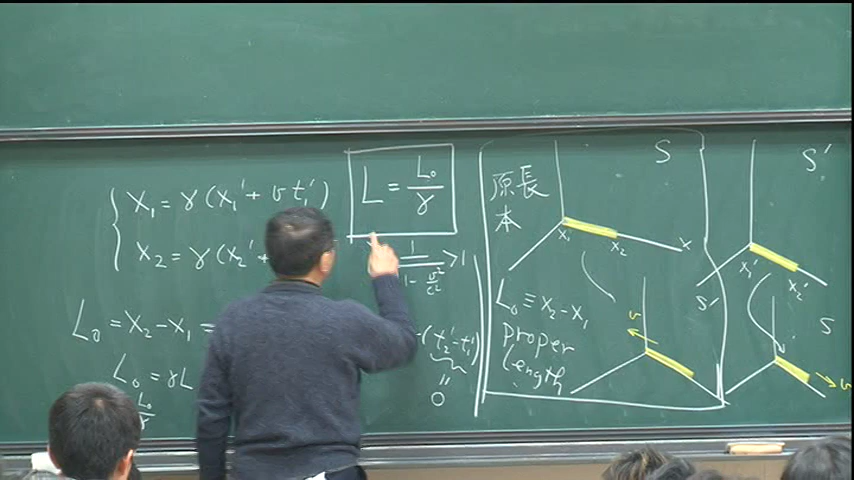 X₁ = γ(X₁' + vt₁')
X₂ = γ(X₂' +
L₀ = X₂ - X₁ =
-(t₂' - t₁')
"
0
L₀ = γL
L₀
L = L₀/γ
1
1 - v²/c²
>1
原長
本
L₀ ≡ X₂ - X₁
proper
length
S
X₁
X₂
X
v
S'
S'
X₁'
X₂'
S
v